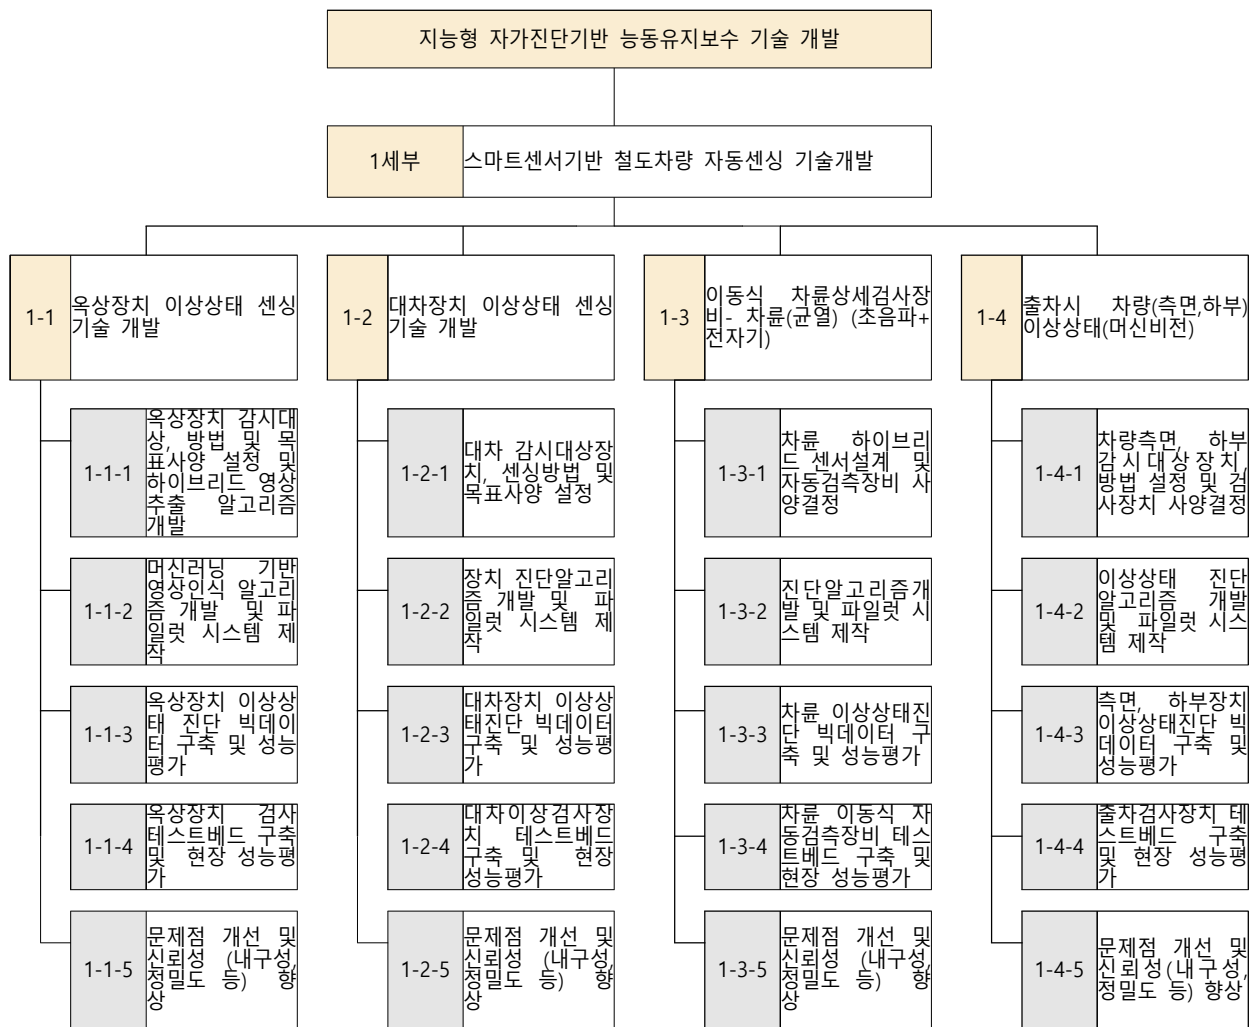 지능형 자가진단기반 능동유지보수 기술 개발
1세부
스마트센서기반 철도차량 자동센싱 기술개발
1-1
옥상장치 이상상태 센싱
기술 개발
1-1-1
옥상장치 감시대
상, 방법 및 목
표사양 설정 및
하이브리드 영상
추출 알고리즘
개발
1-1-2
머신러닝 기반
영상인식 알고리
즘 개발 및 파
일럿 시스템 제
작
1-1-3
옥상장치 이상상
태 진단 빅데이
터 구축 및 성능
평가
1-1-4
옥상장치 검사
테스트베드 구축
및 현장 성능평
가
1-1-5
문제점 개선 및
신뢰성 (내구성,
정밀도 등) 향
상
1-2
대차장치 이상상태 센싱
기술 개발
1-2-1
대차 감시대상장
치, 센싱방법 및
목표사양 설정
1-2-2
장치 진단알고리
즘 개발 및 파
일럿 시스템 제
작
1-2-3
대차장치 이상상
태진단 빅데이터
구축 및 성능평
가
1-2-4
대차이상검사장
치 테스트베드
구축 및 현장
성능평가
1-2-5
문제점 개선 및
신뢰성 (내구성,
정밀도 등) 향
상
1-3
이동식 차륜상세검사장
비- 차륜(균열) (초음파+
전자기)
1-3-1
차륜 하이브리
드 센서설계 및
자동검측장비 사
양결정
1-3-2
진단알고리즘개
발 및 파일럿 시
스템 제작
1-3-3
차륜 이상상태진
단 빅데이터 구
축 및 성능평가
1-3-4
차륜 이동식 자
동검측장비 테스
트베드 구축 및
현장 성능평가
1-3-5
문제점 개선 및
신뢰성 (내구성,
정밀도 등) 향
상
1-4
출차시 차량(측면,하부)
이상상태(머신비전)
1-4-1
차량측면, 하부
감시대상장치,
방법 설정 및 검
사장치 사양결정
1-4-2
이상상태 진단
알고리즘 개발
및 파일럿 시스
템 제작
1-4-3
측면, 하부장치
이상상태진단 빅
데이터 구축 및
성능평가
1-4-4
출차검사장치 테
스트베드 구축
및 현장 성능평
가
1-4-5
문제점 개선 및
신뢰성(내구성,
정밀도 등) 향상